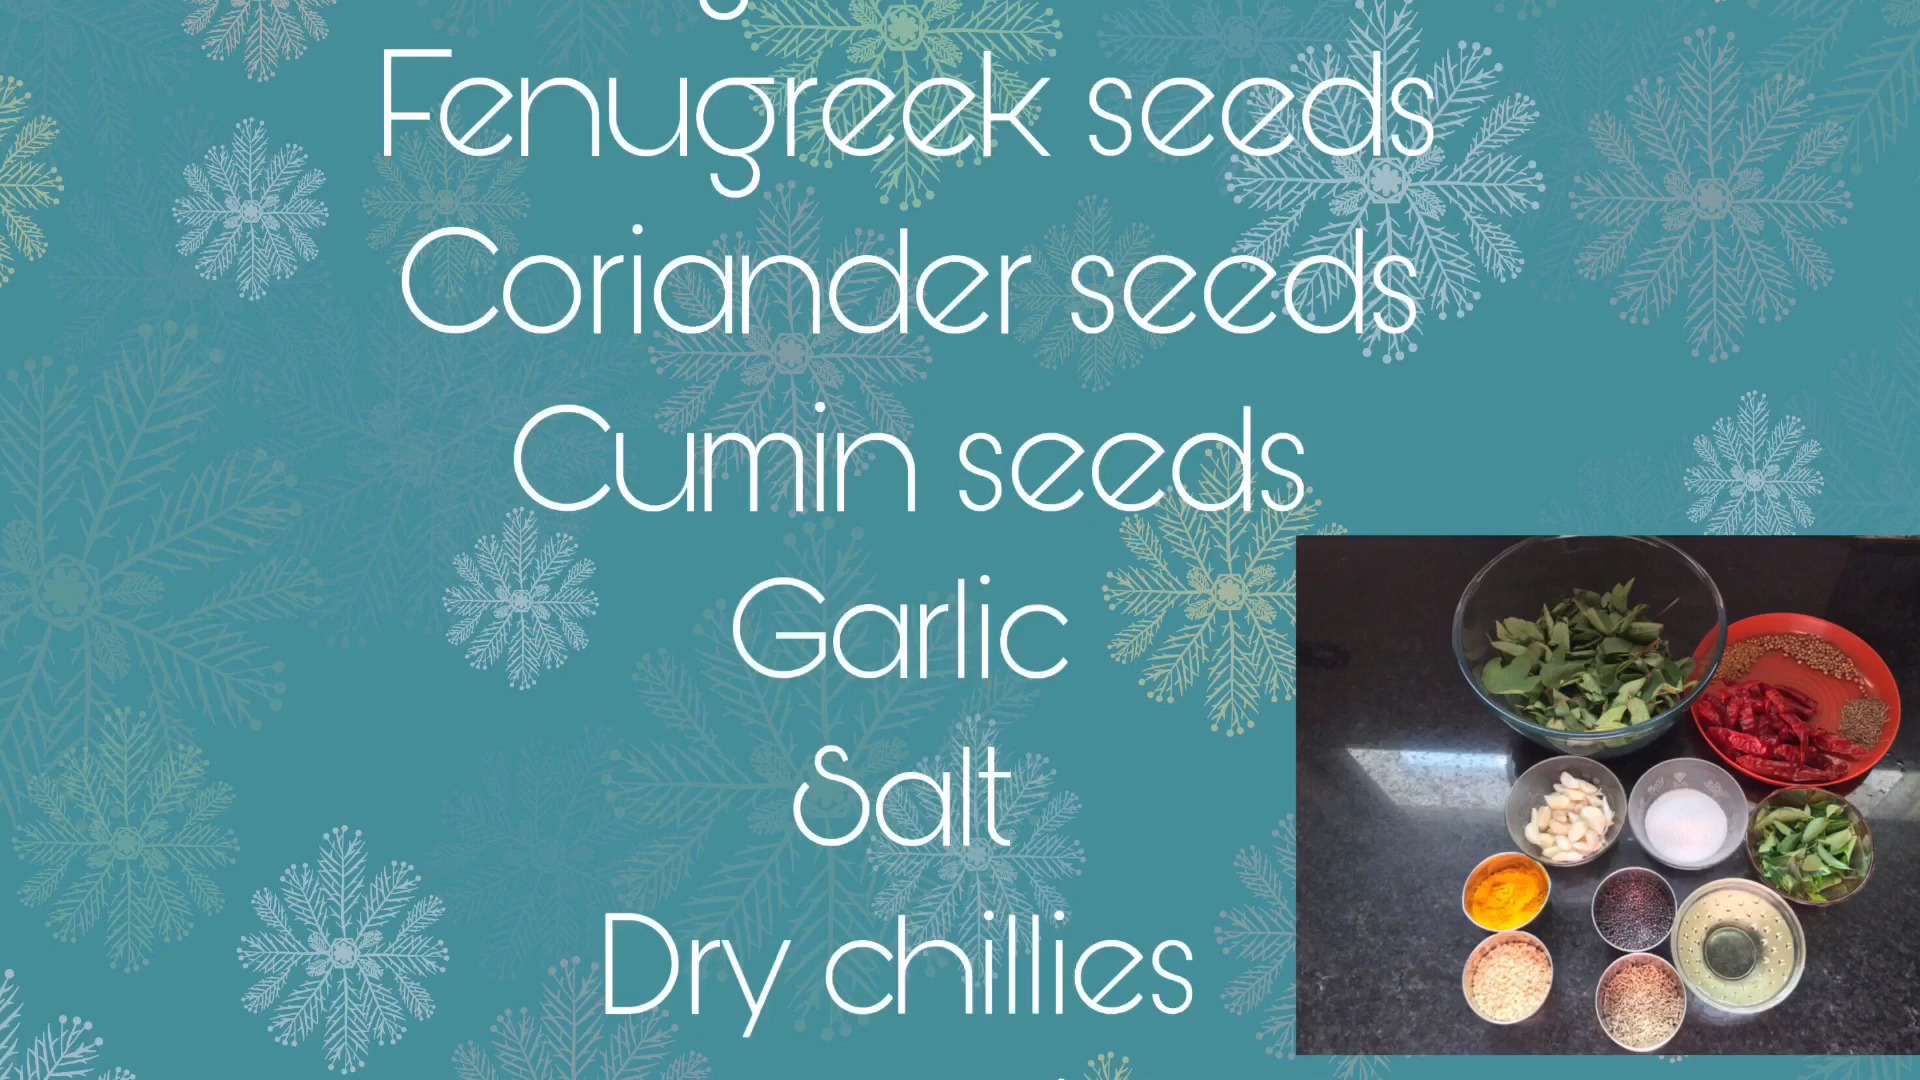 Fenugreek seeds
Coriander seeds
Cumin seeds
Garlic
Salt
Dry chillies